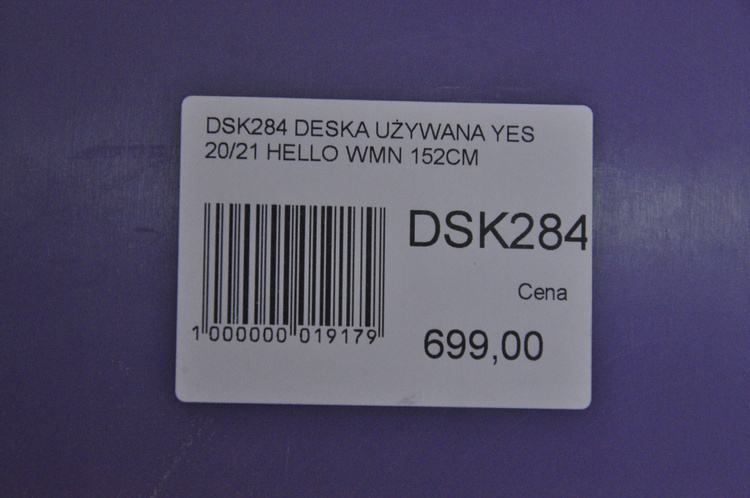 DSK284 DESKA UŻYWANA YES
20/21 HELLO WMN 152CM
DSK284
Cena
699,00
1 000000 019179